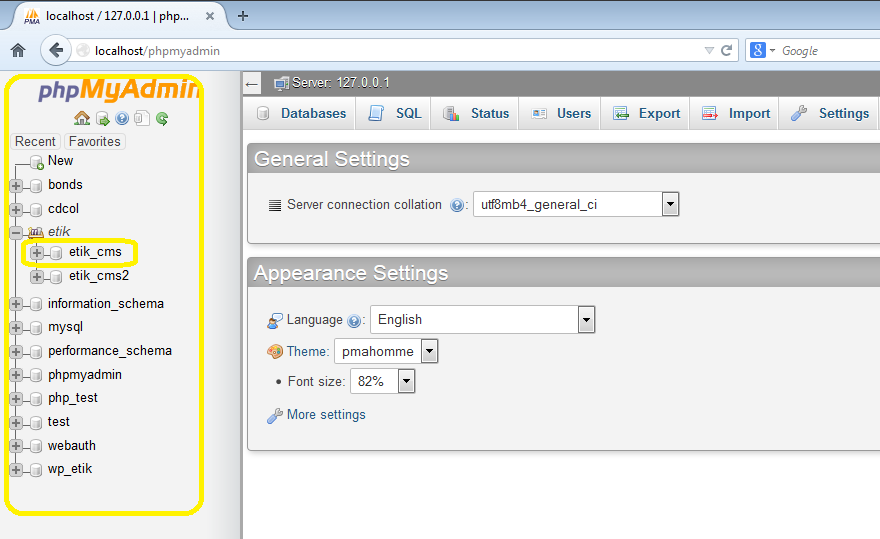 localhost / 127.0.0.1 | php...
localhost/phpmyadmin
Google
phpMyAdmin
Recent
Favorites
New
bonds
cdcol
etik
etik_cms
etik_cms2
information_schema
mysql
performance_schema
phpmyadmin
php_test
test
webauth
wp_etik
Server: 127.0.0.1
Databases
SQL
Status
Users
Export
Import
Settings
General Settings
Server connection collation
: utf8mb4_general_ci
Appearance Settings
Language : English
Theme: pmahomme
• Font size: 82%
More settings